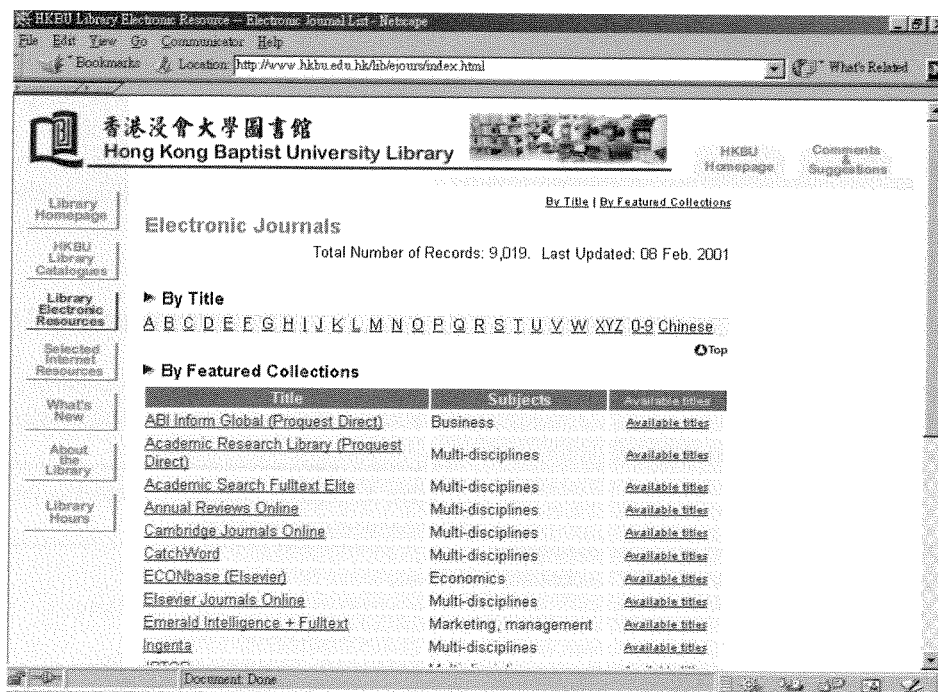 HKBU Library Electronic Resource -- Electronic Journal List - Netscape
File Edit View Go Communicator Help
Bookmarks Location: http://www.hkbu.edu.hk/lib/ejours/index.html What's Related
香港浸會大學圖書館
Hong Kong Baptist University Library
HKBU Homepage
Comments & Suggestions
By Title | By Featured Collections
Library Homepage
HKBU Library Catalogues
Library Electronic Resources
Selected Internet Resources
What's New
About the Library
Library Hours
Electronic Journals
Total Number of Records: 9,019. Last Updated: 08 Feb. 2001
By Title
A B C D E F G H I J K L M N O P Q R S T U V W XYZ 0-9 Chinese
Top
By Featured Collections
Title Subjects Available titles
ABI Inform Global (Proquest Direct) Business Available titles
Academic Research Library (Proquest Direct) Multi-disciplines Available titles
Academic Search Fulltext Elite Multi-disciplines Available titles
Annual Reviews Online Multi-disciplines Available titles
Cambridge Journals Online Multi-disciplines Available titles
CatchWord Multi-disciplines Available titles
ECONbase (Elsevier) Economics Available titles
Elsevier Journals Online Multi-disciplines Available titles
Emerald Intelligence + Fulltext Marketing, management Available titles
Ingenta Multi-disciplines Available titles
Document: Done